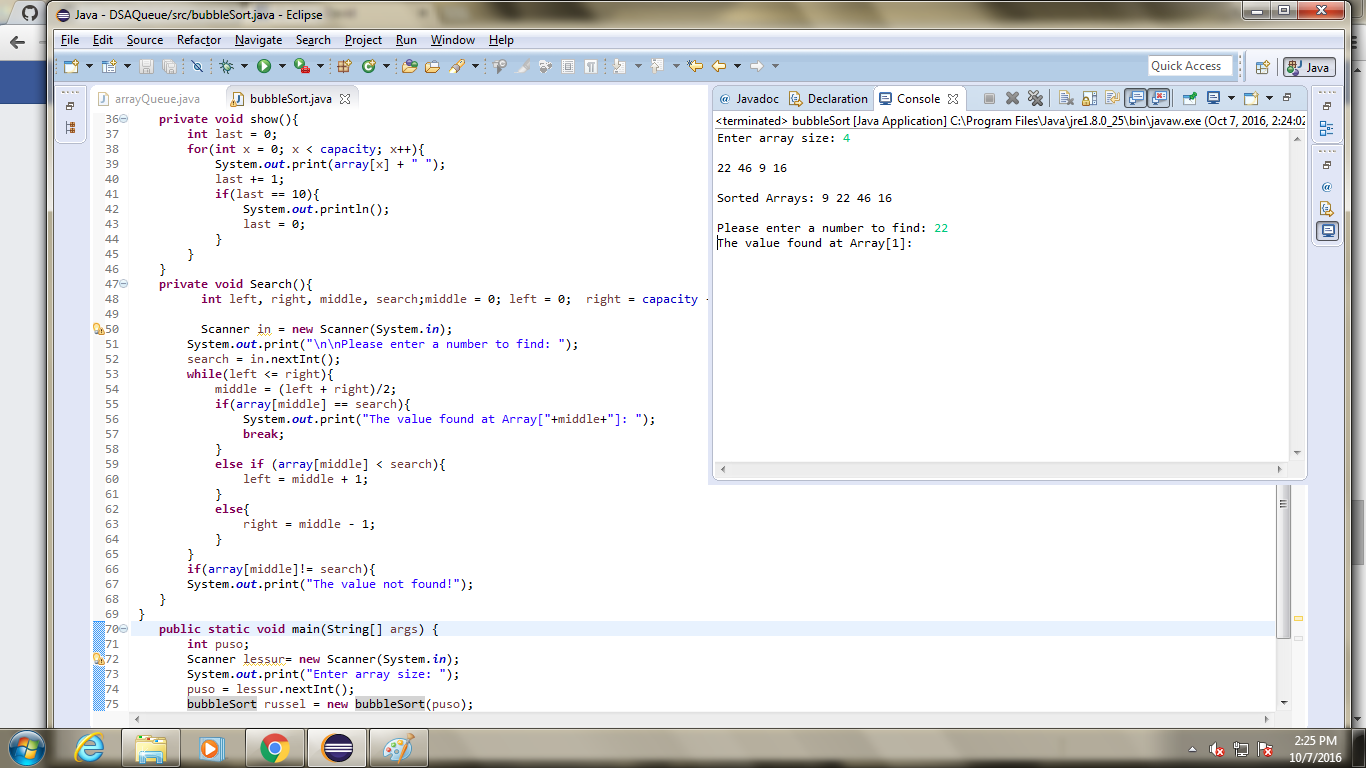 Java - DSAQueue/src/bubbleSort.java - Eclipse
File Edit Source Refactor Navigate Search Project Run Window Help
Quick Access
Java
arrayQueue.java
bubbleSort.java
36 private void show(){
37 int last = 0;
38 for(int x = 0; x < capacity; x++){
39 System.out.print(array[x] + " ");
40 last += 1;
41 if(last == 10){
42 System.out.println();
43 last = 0;
44 }
45 }
46 }
47 private void Search(){
48 int left, right, middle, search;middle = 0; left = 0;  right = capacity -
49
50 Scanner in = new Scanner(System.in);
51 System.out.print("\n\nPlease enter a number to find: ");
52 search = in.nextInt();
53 while(left <= right){
54 middle = (left + right)/2;
55 if(array[middle] == search){
56 System.out.print("The value found at Array["+middle+"]: ");
57 break;
58 }
59 else if (array[middle] < search){
60 left = middle + 1;
61 }
62 else{
63 right = middle - 1;
64 }
65 }
66 if(array[middle]!= search){
67 System.out.print("The value not found!");
68 }
69 }
70 public static void main(String[] args) {
71 int puso;
72 Scanner lessur= new Scanner(System.in);
73 System.out.print("Enter array size: ");
74 puso = lessur.nextInt();
75 bubbleSort russel = new bubbleSort(puso);
@ Javadoc Declaration Console
<terminated> bubbleSort [Java Application] C:\Program Files\Java\jre1.8.0_25\bin\javaw.exe (Oct 7, 2016, 2:24:02
Enter array size: 4
22 46 9 16
Sorted Arrays: 9 22 46 16
Please enter a number to find: 22
The value found at Array[1]:
2:25 PM
10/7/2016